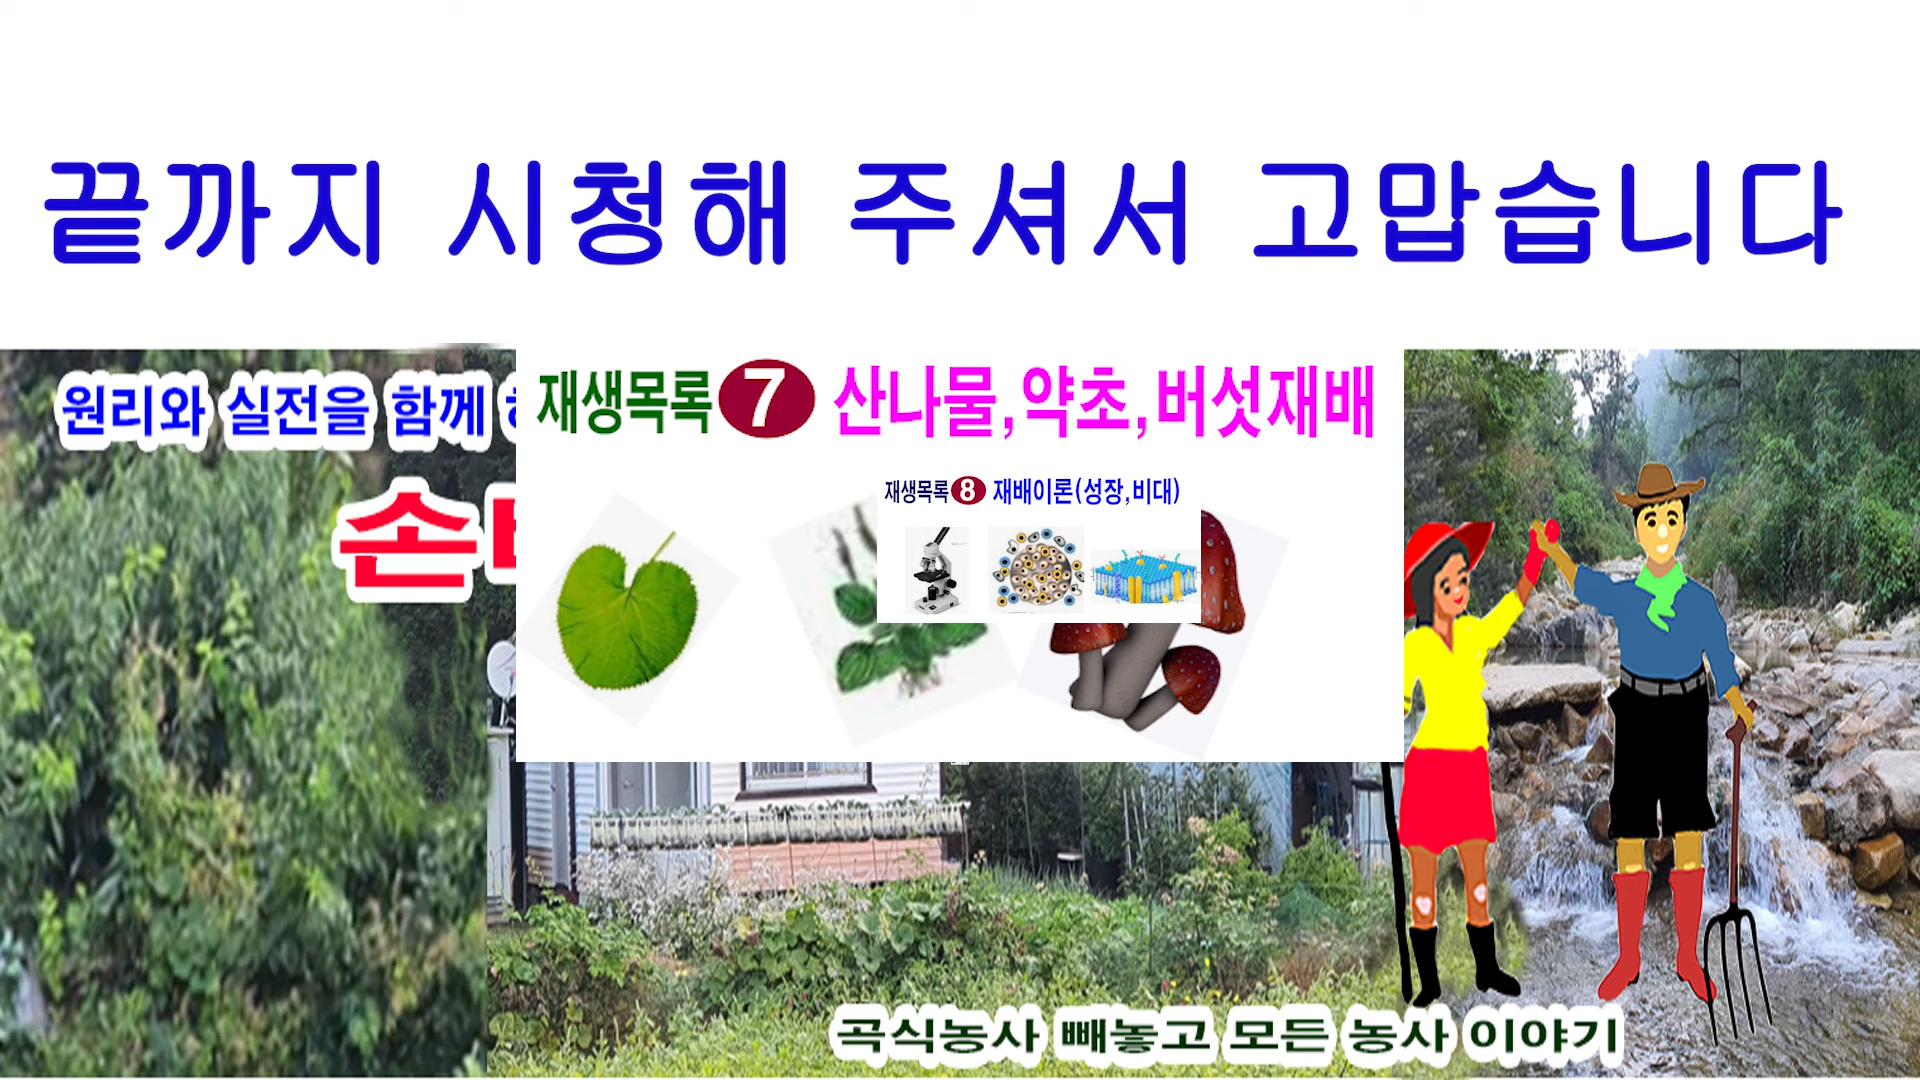 끝까지 시청해 주셔서 고맙습니다
원리와 실전을 함께
재생목록 7 산나물,약초,버섯재배
재생목록 8 재배이론(성장,비대)
손
곡식농사 빼놓고 모든 농사 이야기